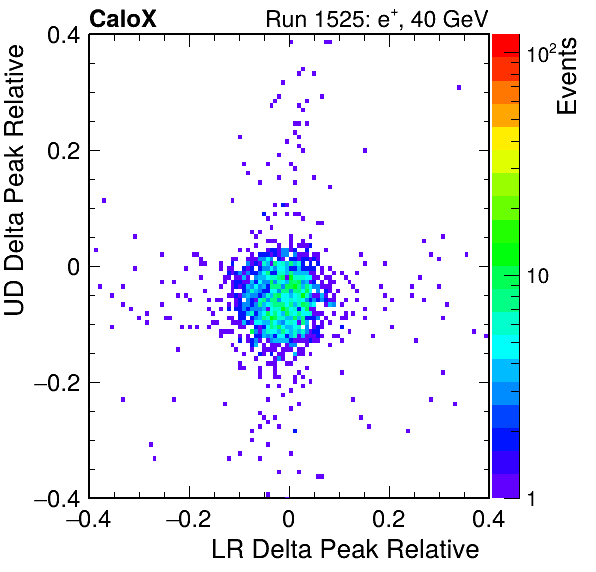 CaloX Run 1525: e⁺, 40 GeV
UD Delta Peak Relative
0.4
0.2
0
−0.2
−0.4
−0.4 −0.2 0 0.2 0.4
LR Delta Peak Relative
Events
10²
10
1